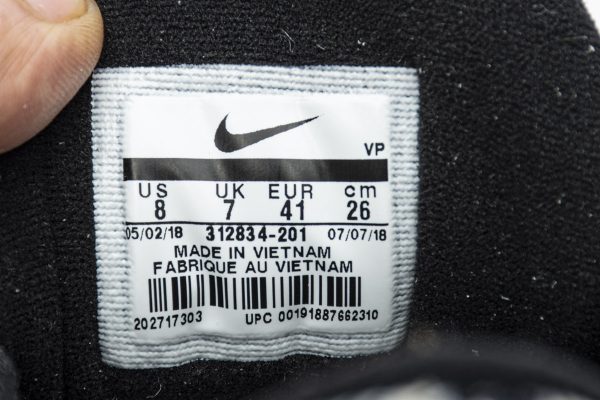 VP
US UK EUR cm
8 7 41 26
05/02/18 312834-201 07/07/18
MADE IN VIETNAM
FABRIQUE AU VIETNAM
202717303 UPC 00191887662310